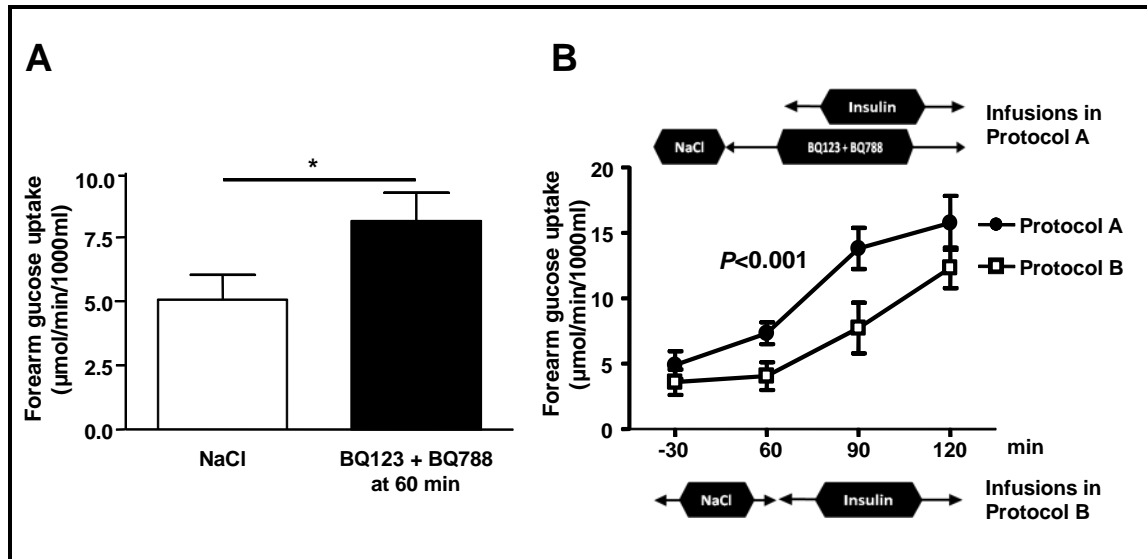 A
Forearm gucose uptake
(µmol/min/1000ml)
10.0
7.5
5.0
2.5
0.0
*
NaCl
BQ123 + BQ788
at 60 min
B
Insulin
NaCl
BQ123 + BQ788
Infusions in
Protocol A
Forearm glucose uptake
(µmol/min/1000ml)
20
15
10
5
0
P<0.001
Protocol A
Protocol B
-30
60
90
120
min
NaCl
Insulin
Infusions in
Protocol B